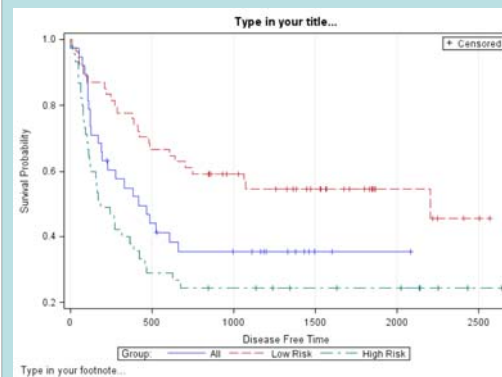 Type in your title...
+ Censored
1.0
0.8
0.6
0.4
0.2
Survival Probability
0 500 1000 1500 2000 2500
Disease Free Time
Group: All Low Risk High Risk
Type in your footnote...